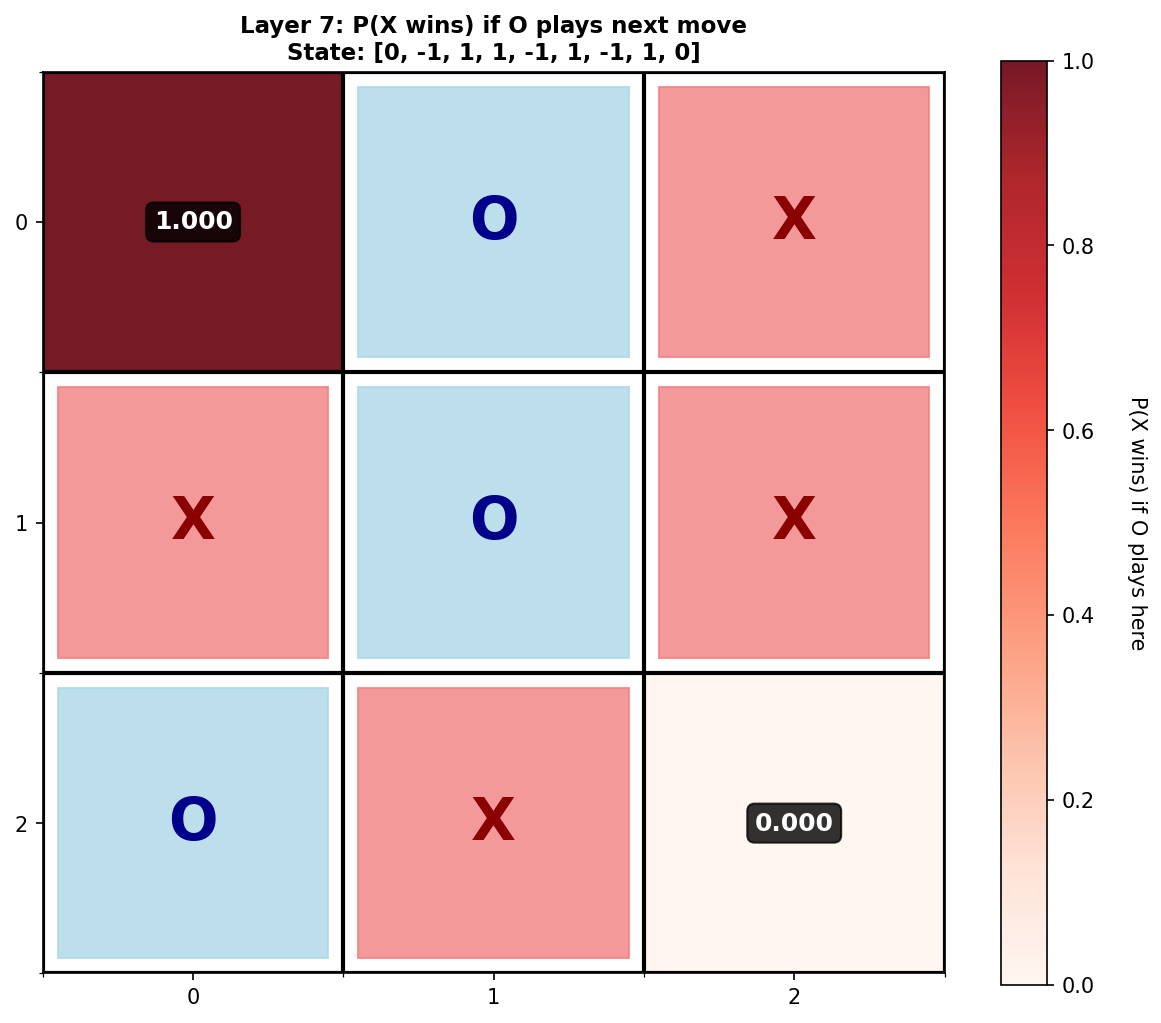 Layer 7: P(X wins) if O plays next move
State: [0, -1, 1, 1, -1, 1, -1, 1, 0]
0
1.000
O
X
1
X
O
X
2
O
X
0.000
0
1
2
1.0
0.8
0.6
0.4
0.2
0.0
P(X wins) if O plays here